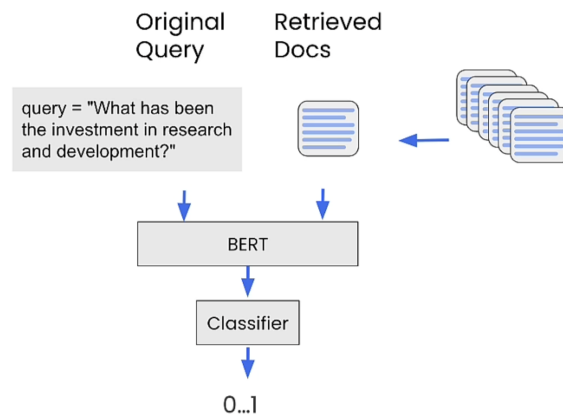 Original
Query
Retrieved
Docs
query = "What has been
the investment in research
and development?"
BERT
Classifier
0...1